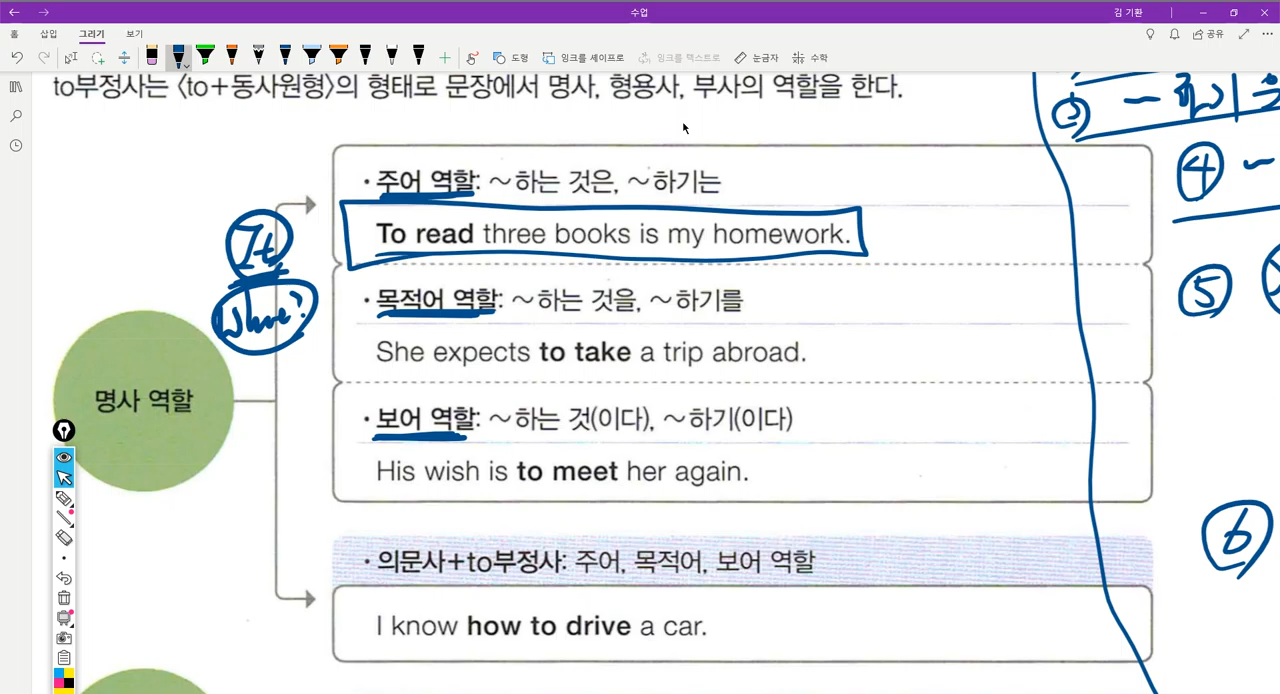 수업
김 기환
홈 삽입 그리기 보기
공유
도형 잉크를 셰이프로 잉크를 텍스트로 눈금자 수학
to부정사는 〈to+동사원형〉의 형태로 문장에서 명사, 형용사, 부사의 역할을 한다.
③
④
⑤
⑥
It
명사 역할
· 주어 역할: ~하는 것은, ~하기는
To read three books is my homework.
· 목적어 역할: ~하는 것을, ~하기를
She expects to take a trip abroad.
· 보어 역할: ~하는 것(이다), ~하기(이다)
His wish is to meet her again.
· 의문사+to부정사: 주어, 목적어, 보어 역할
I know how to drive a car.